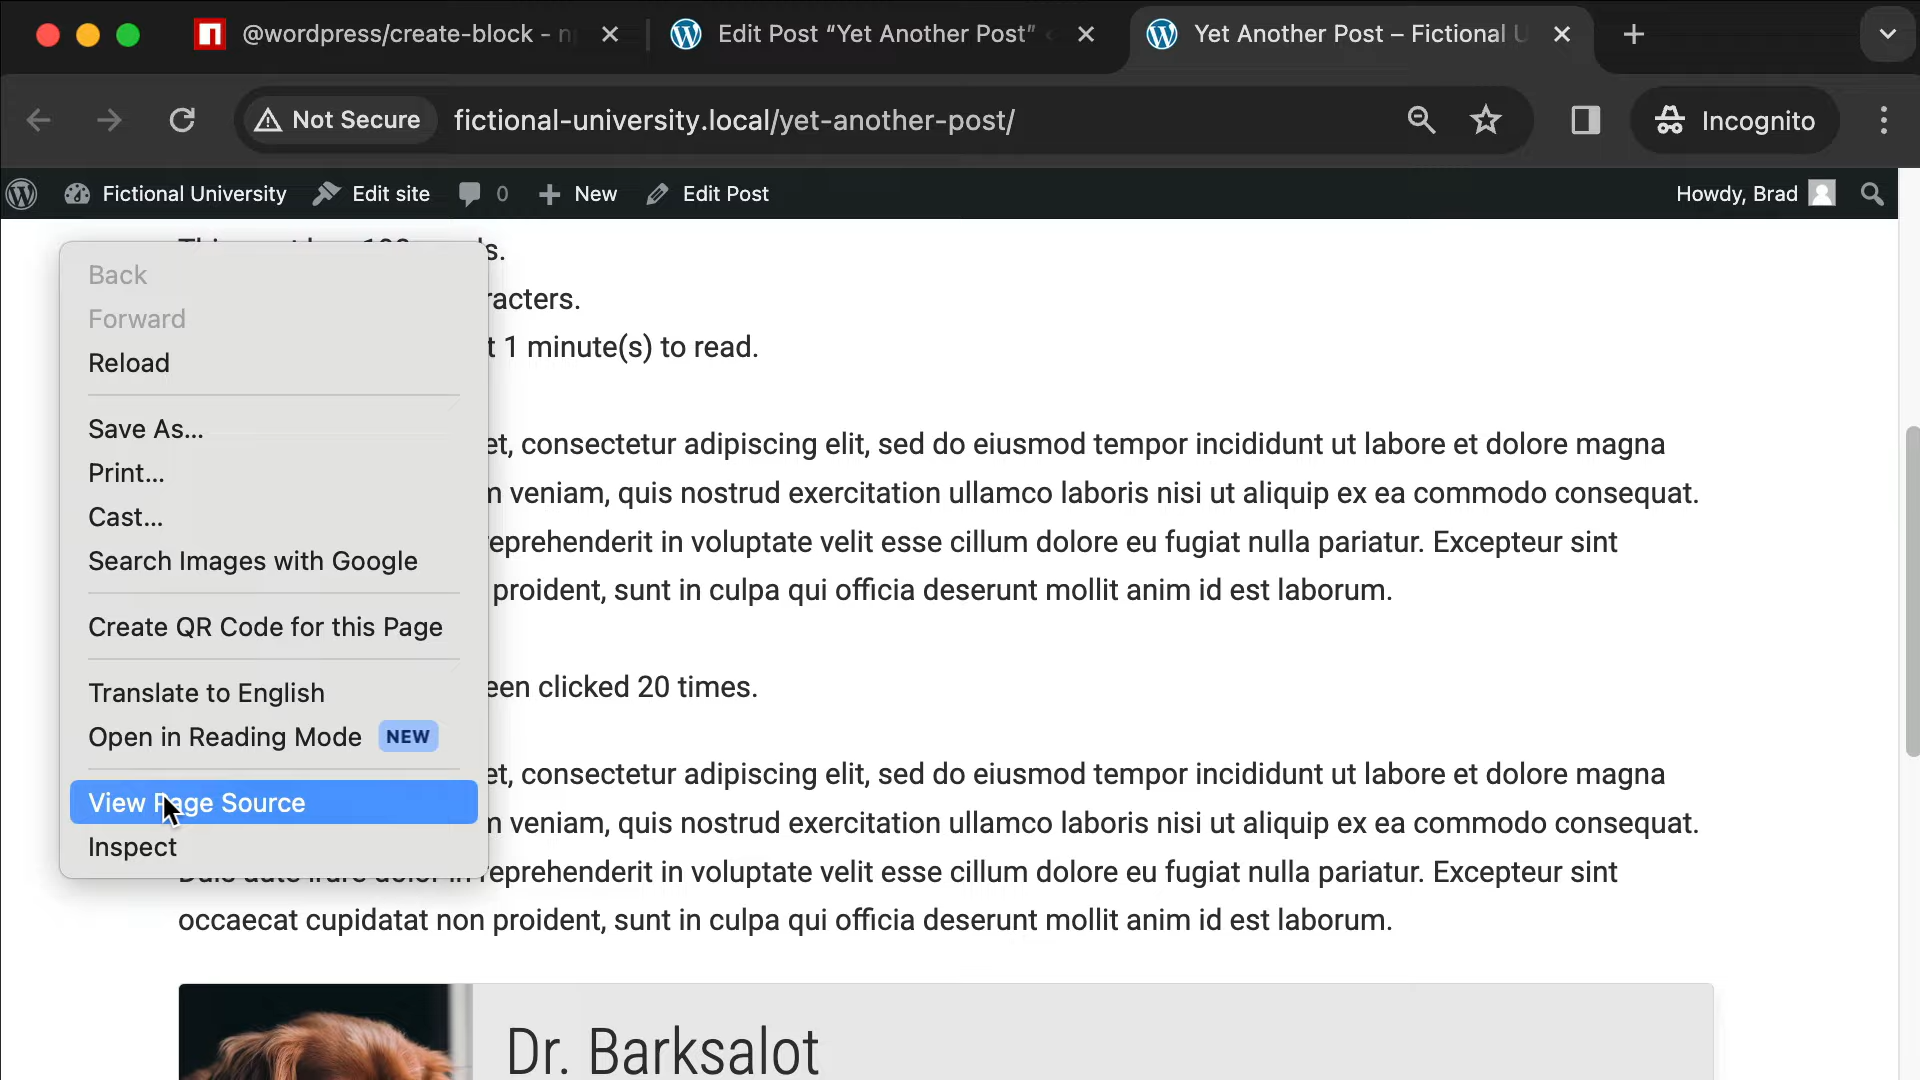 @wordpress/create-block -
Edit Post “Yet Another Post”
Yet Another Post – Fictional U
Not Secure
fictional-university.local/yet-another-post/
Incognito
Fictional University
Edit site
0
New
Edit Post
Howdy, Brad
s.
racters.
t 1 minute(s) to read.
et, consectetur adipiscing elit, sed do eiusmod tempor incididunt ut labore et dolore magna
m veniam, quis nostrud exercitation ullamco laboris nisi ut aliquip ex ea commodo consequat.
reprehenderit in voluptate velit esse cillum dolore eu fugiat nulla pariatur. Excepteur sint
proident, sunt in culpa qui officia deserunt mollit anim id est laborum.
een clicked 20 times.
et, consectetur adipiscing elit, sed do eiusmod tempor incididunt ut labore et dolore magna
m veniam, quis nostrud exercitation ullamco laboris nisi ut aliquip ex ea commodo consequat.
reprehenderit in voluptate velit esse cillum dolore eu fugiat nulla pariatur. Excepteur sint
occaecat cupidatat non proident, sunt in culpa qui officia deserunt mollit anim id est laborum.
Dr. Barksalot
Back
Forward
Reload
Save As...
Print...
Cast...
Search Images with Google
Create QR Code for this Page
Translate to English
Open in Reading Mode NEW
View Page Source
Inspect